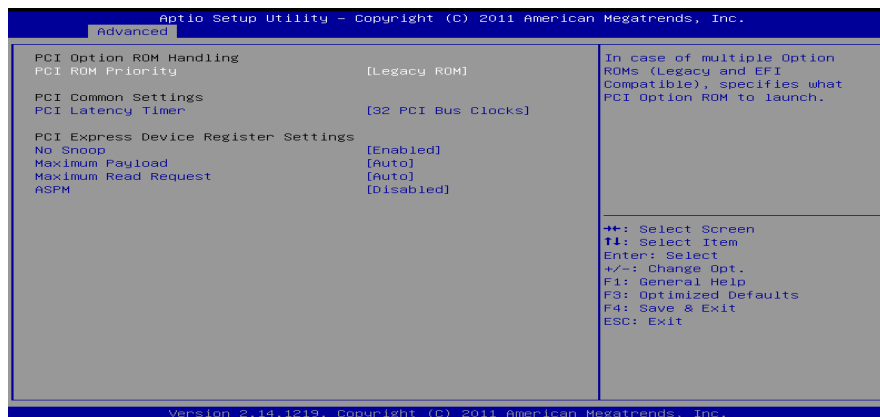 Aptio Setup Utility – Copyright (C) 2011 American Megatrends, Inc.
Advanced
PCI Option ROM Handling
PCI ROM Priority [Legacy ROM]
PCI Common Settings
PCI Latency Timer [32 PCI Bus Clocks]
PCI Express Device Register Settings
No Snoop [Enabled]
Maximum Payload [Auto]
Maximum Read Request [Auto]
ASPM [Disabled]
In case of multiple Option
ROMs (Legacy and EFI
Compatible), specifies what
PCI Option ROM to launch.
→←: Select Screen
↑↓: Select Item
Enter: Select
+/-: Change Opt.
F1: General Help
F3: Optimized Defaults
F4: Save & Exit
ESC: Exit
Version 2.14.1219. Copyright (C) 2011 American Megatrends, Inc.